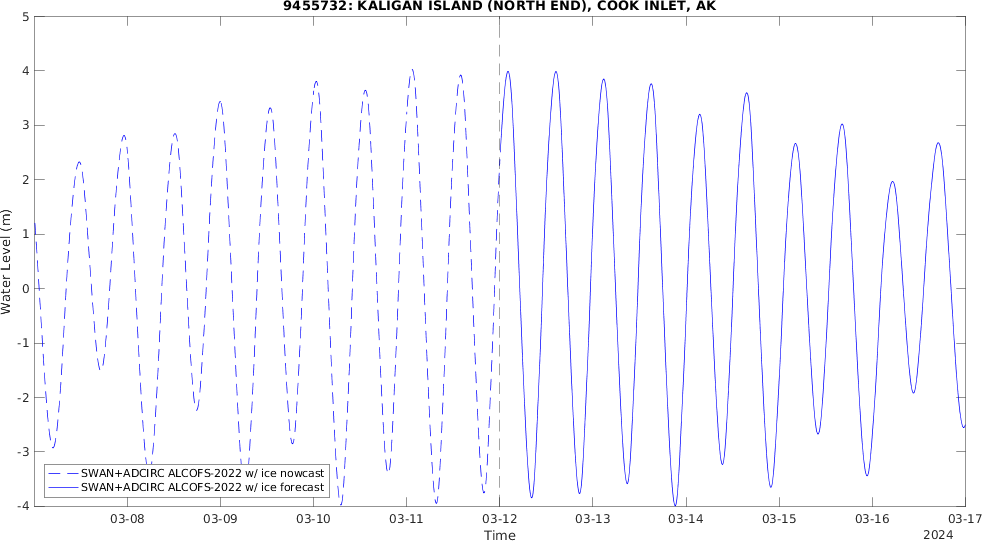 9455732: KALIGAN ISLAND (NORTH END), COOK INLET, AK
5
4
3
2
1
0
-1
-2
-3
-4
Water Level (m)
SWAN+ADCIRC ALCOFS-2022 w/ ice nowcast
SWAN+ADCIRC ALCOFS-2022 w/ ice forecast
03-08 03-09 03-10 03-11 03-12 03-13 03-14 03-15 03-16 03-17
Time
2024